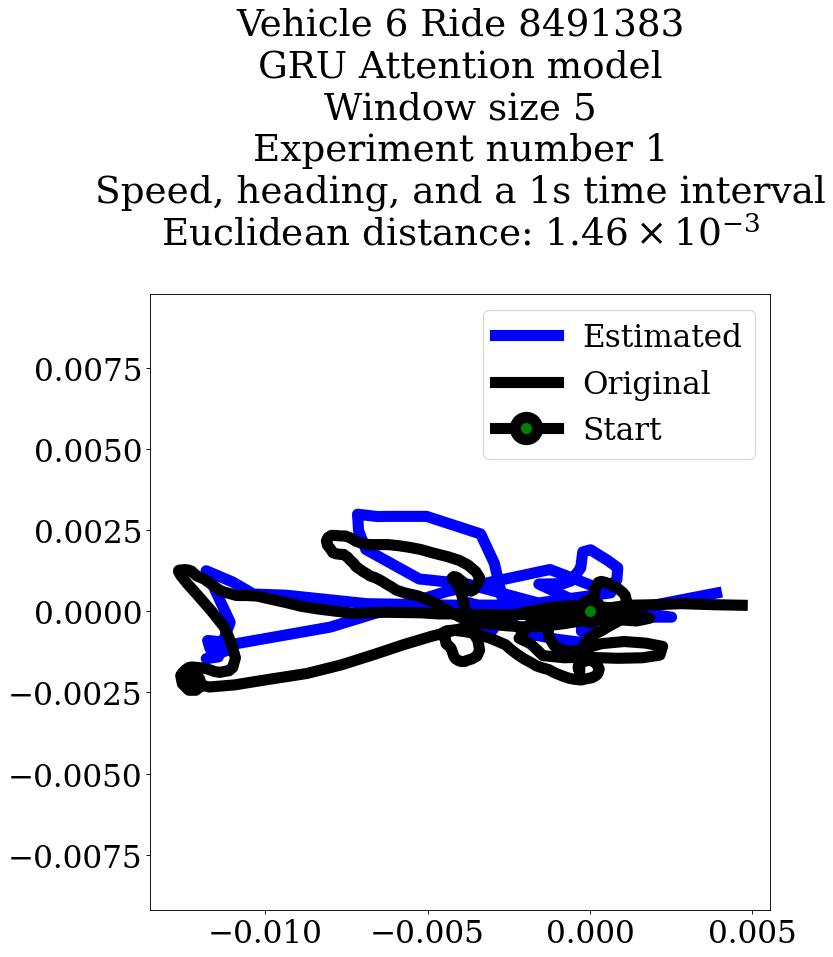 Vehicle 6 Ride 8491383
GRU Attention model
Window size 5
Experiment number 1
Speed, heading, and a 1s time interval
Euclidean distance: 1.46 × 10⁻³
Estimated
Original
Start
0.0075
0.0050
0.0025
0.0000
−0.0025
−0.0050
−0.0075
−0.010 −0.005 0.000 0.005